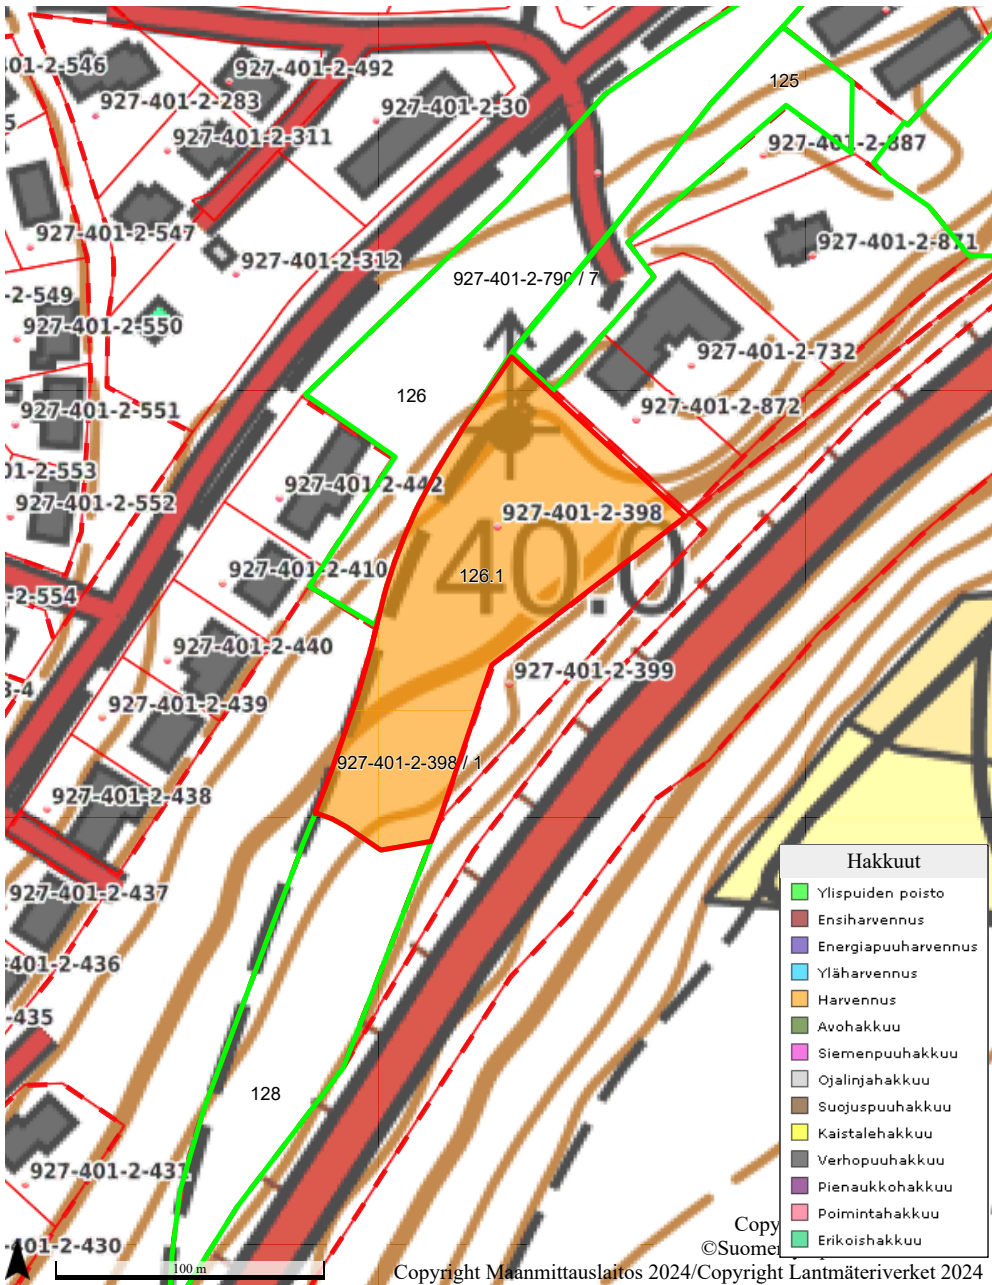 01-2-546
927-401-2-492
125
927-401-2-283
927-401-2-30
5
927-401-2-311
927-401-2-887
927-401-2-547
927-401-2-871
927-401-2-312
927-401-2-790 / 7
-2-549
927-401-2-550
927-401-2-732
126
927-401-2-872
927-401-2-551
01-2-553
927-401-2-442
927-401-2-552
927-401-2-398
927-401-2-410
140.0
126.1
-2-554
927-401-2-440
927-401-2-399
3-4
927-401-2-439
927-401-2-398 / 1
927-401-2-438
Hakkuut
927-401-2-437
Ylispuiden poisto
Ensiharvennus
Energiapuuharvennus
401-2-436
Yläharvennus
Harvennus
-435
Avohakkuu
Siemenpuuhakkuu
Ojalinjahakkuu
128
Suojuspuuhakkuu
Kaistalehakkuu
927-401-2-431
Verhopuuhakkuu
Pienaukkohakkuu
Poimintahakkuu
Copy
Erikoishakkuu
-401-2-430
©Suomen
100 m
Copyright Maanmittauslaitos 2024/Copyright Lantmäteriverket 2024